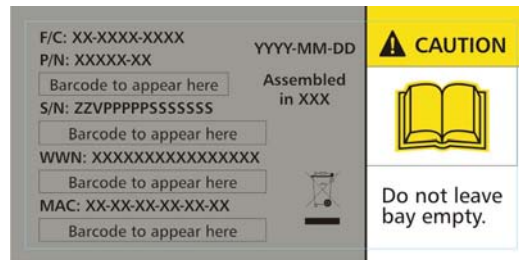 F/C: XX-XXXX-XXXX
P/N: XXXXX-XX
Barcode to appear here
S/N: ZZVPPPPPSSSSSSS
Barcode to appear here
WWN: XXXXXXXXXXXXXXXX
Barcode to appear here
MAC: XX-XX-XX-XX-XX-XX
Barcode to appear here
YYYY-MM-DD
Assembled
in XXX
CAUTION
Do not leave
bay empty.